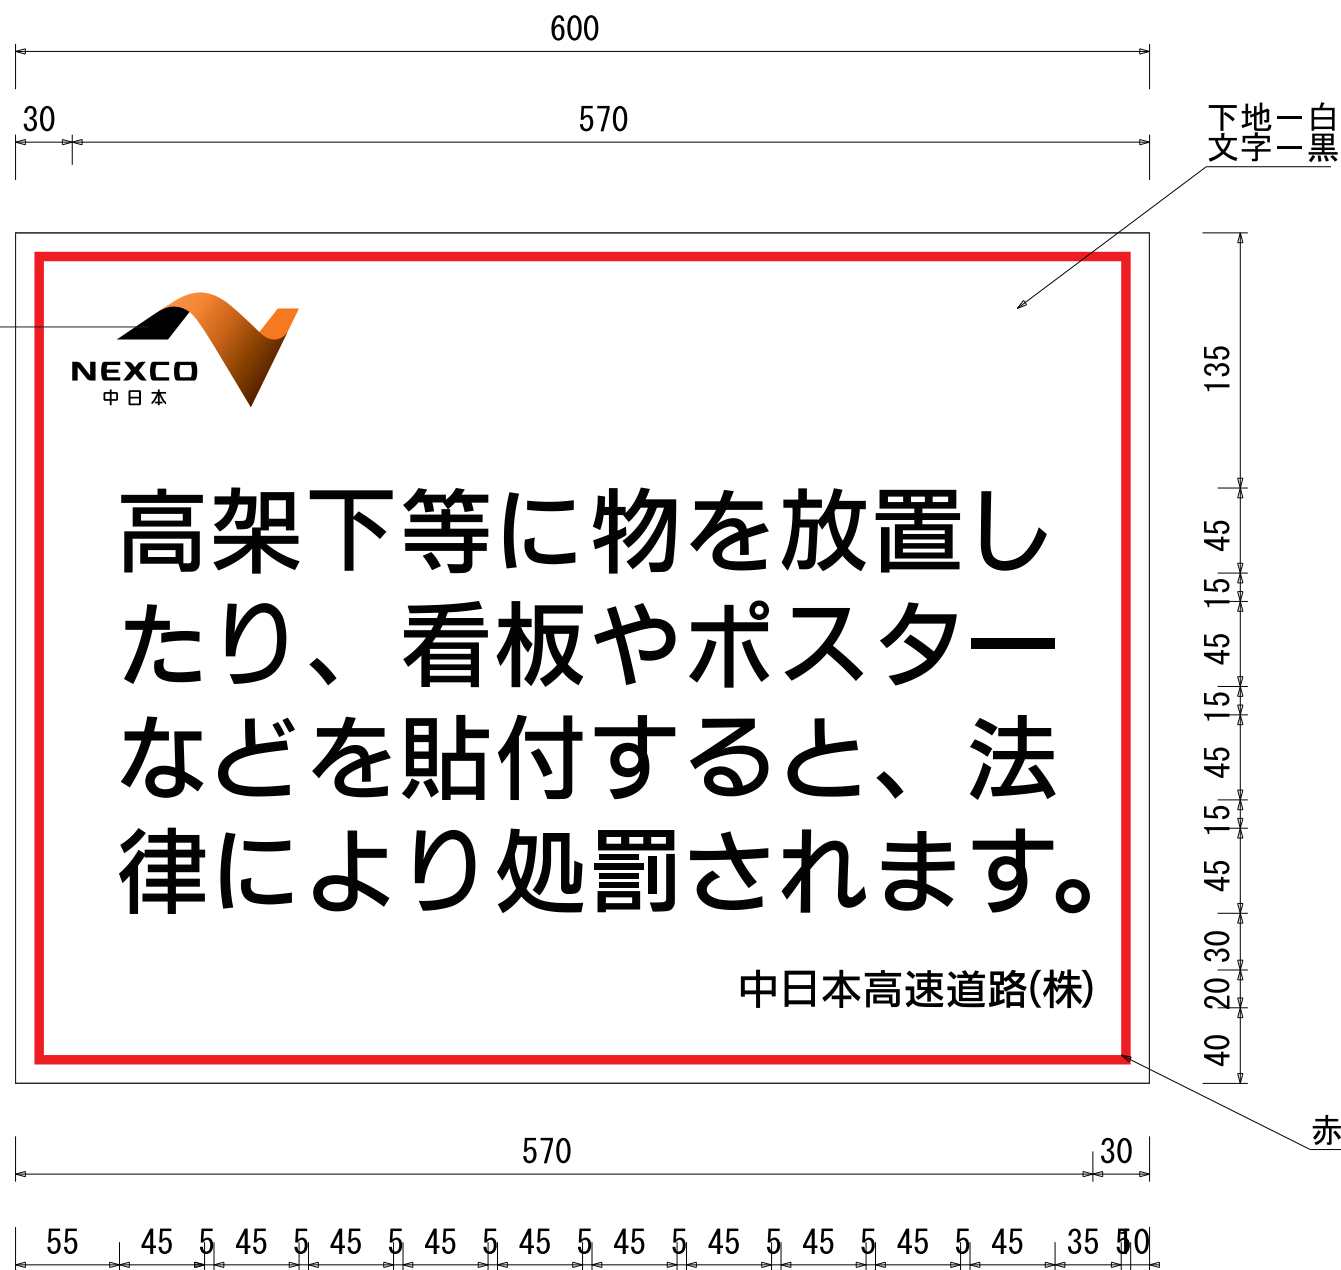 600
30 570
下地ー白
文字ー黒
NEXCO
中日本
高架下等に物を放置し
たり、看板やポスター
などを貼付すると、法
律により処罰されます。
中日本高速道路(株)
135
45
15
45
15
45
15
45
30
20
40
赤
570 30
55 45 5 45 5 45 5 45 5 45 5 45 5 45 5 45 5 45 5 45 35 5 10